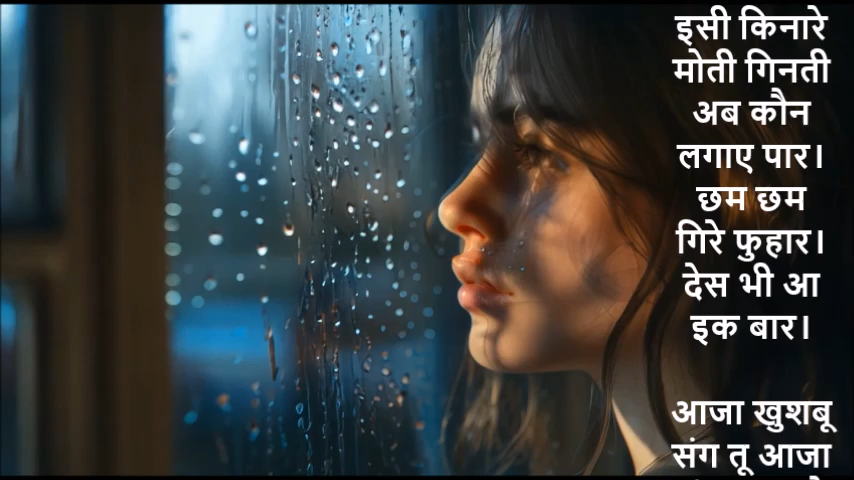 इसी किनारे
मोती गिनती
अब कौन
लगाए पार।
छम छम
गिरे फुहार।
देस भी आ
इक बार।
आजा खुशबू
संग तू आजा